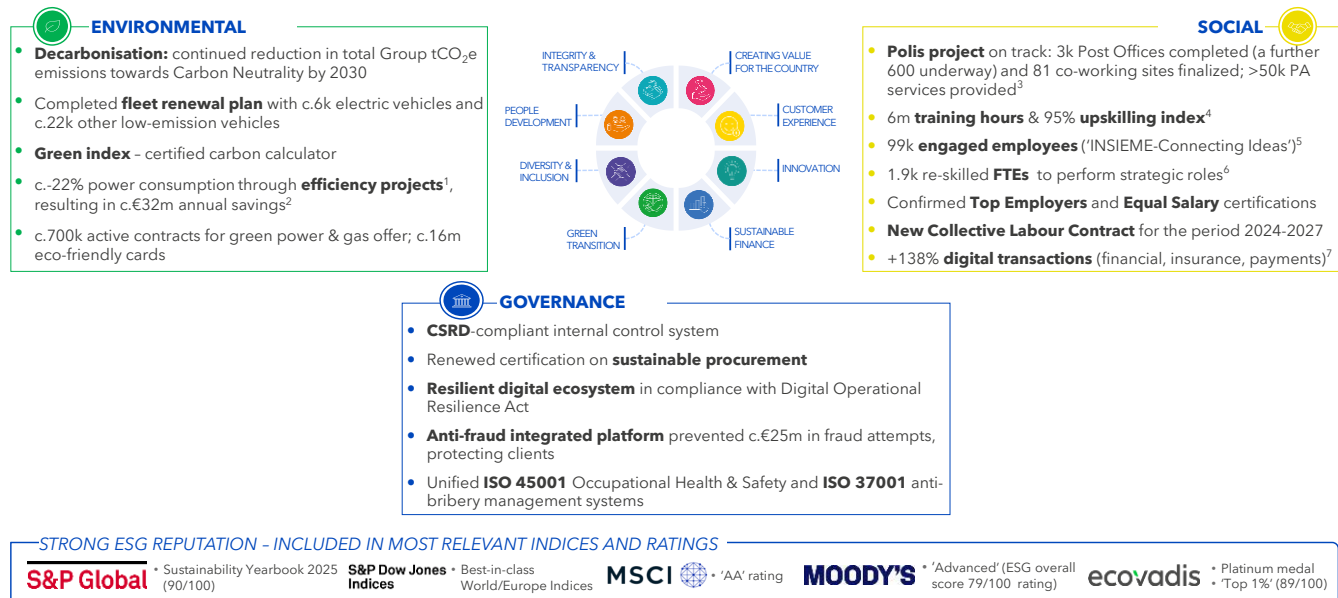 ENVIRONMENTAL
• Decarbonisation: continued reduction in total Group tCO₂e
emissions towards Carbon Neutrality by 2030
• Completed fleet renewal plan with c.6k electric vehicles and
c.22k other low-emission vehicles
• Green index – certified carbon calculator
• c.-22% power consumption through efficiency projects¹,
resulting in c.€32m annual savings²
• c.700k active contracts for green power & gas offer; c.16m
eco-friendly cards
INTEGRITY &
TRANSPARENCY
CREATING VALUE
FOR THE COUNTRY
PEOPLE
DEVELOPMENT
CUSTOMER
EXPERIENCE
DIVERSITY &
INCLUSION
INNOVATION
GREEN
TRANSITION
SUSTAINABLE
FINANCE
SOCIAL
• Polis project on track: 3k Post Offices completed (a further
600 underway) and 81 co-working sites finalized; >50k PA
services provided³
• 6m training hours & 95% upskilling index⁴
• 99k engaged employees ('INSIEME-Connecting Ideas')⁵
• 1.9k re-skilled FTEs to perform strategic roles⁶
• Confirmed Top Employers and Equal Salary certifications
• New Collective Labour Contract for the period 2024-2027
• +138% digital transactions (financial, insurance, payments)⁷
GOVERNANCE
• CSRD-compliant internal control system
• Renewed certification on sustainable procurement
• Resilient digital ecosystem in compliance with Digital Operational
Resilience Act
• Anti-fraud integrated platform prevented c.€25m in fraud attempts,
protecting clients
• Unified ISO 45001 Occupational Health & Safety and ISO 37001 anti-
bribery management systems
STRONG ESG REPUTATION – INCLUDED IN MOST RELEVANT INDICES AND RATINGS
S&P Global
• Sustainability Yearbook 2025
(90/100)
S&P Dow Jones
Indices
• Best-in-class
World/Europe Indices
MSCI
• 'AA' rating
MOODY'S
• 'Advanced' (ESG overall
score 79/100 rating)
ecovadis
• Platinum medal
• 'Top 1%' (89/100)